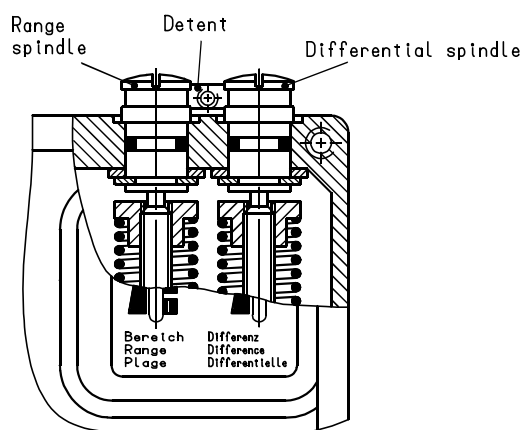 Range
spindle
Detent
Differential spindle
Bereich Differenz
Range Difference
Plage Differentielle